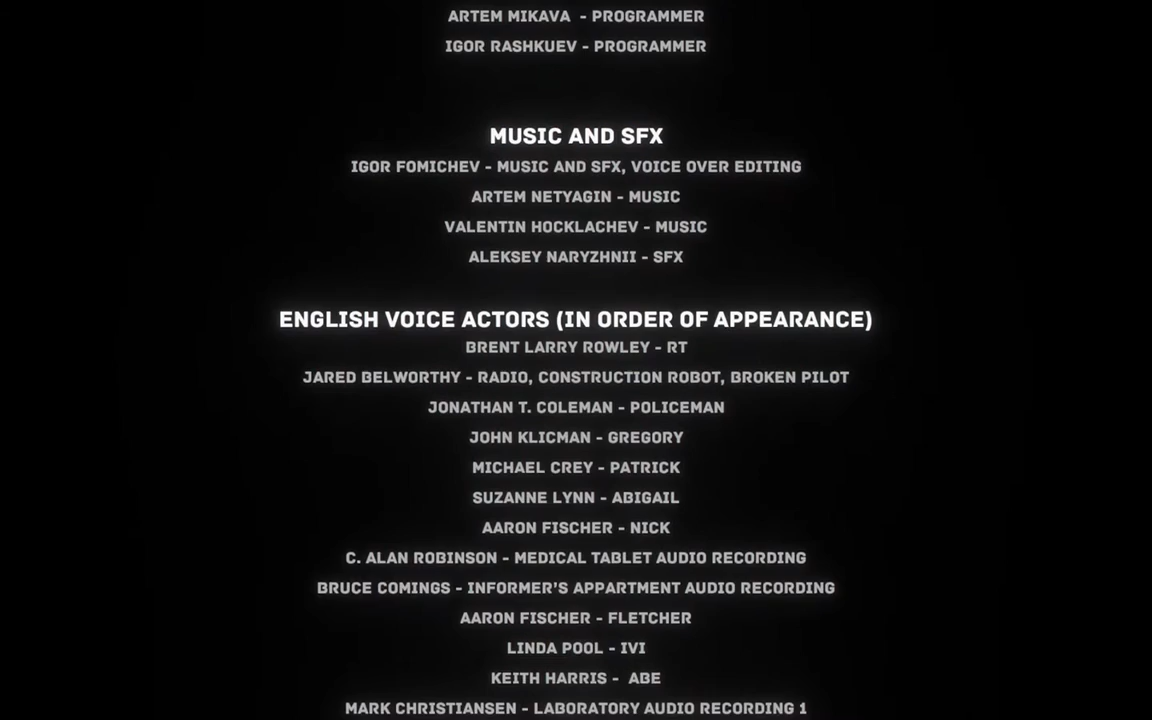 ARTEM MIKAVA - PROGRAMMER
IGOR RASHKUEV - PROGRAMMER
MUSIC AND SFX
IGOR FOMICHEV - MUSIC AND SFX, VOICE OVER EDITING
ARTEM NETYAGIN - MUSIC
VALENTIN HOCKLACHEV - MUSIC
ALEKSEY NARYZHNII - SFX
ENGLISH VOICE ACTORS (IN ORDER OF APPEARANCE)
BRENT LARRY ROWLEY - RT
JARED BELWORTHY - RADIO, CONSTRUCTION ROBOT, BROKEN PILOT
JONATHAN T. COLEMAN - POLICEMAN
JOHN KLICMAN - GREGORY
MICHAEL CREY - PATRICK
SUZANNE LYNN - ABIGAIL
AARON FISCHER - NICK
C. ALAN ROBINSON - MEDICAL TABLET AUDIO RECORDING
BRUCE COMINGS - INFORMER'S APPARTMENT AUDIO RECORDING
AARON FISCHER - FLETCHER
LINDA POOL - IVI
KEITH HARRIS - ABE
MARK CHRISTIANSEN - LABORATORY AUDIO RECORDING 1